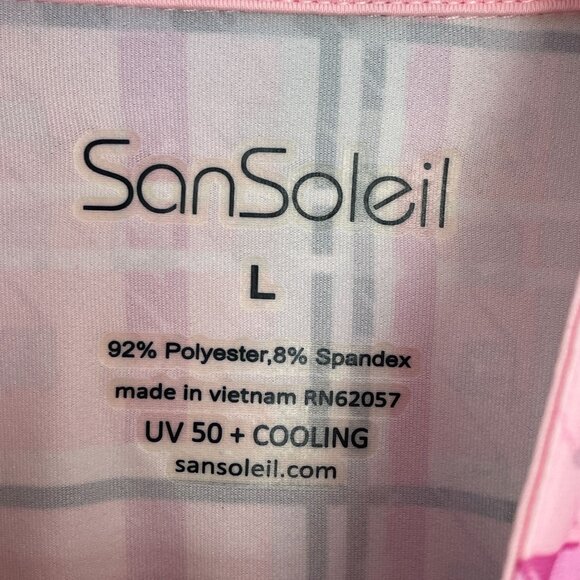 SanSoleil
L
92% Polyester,8% Spandex
made in vietnam RN62057
UV 50 + COOLING
sansoleil.com